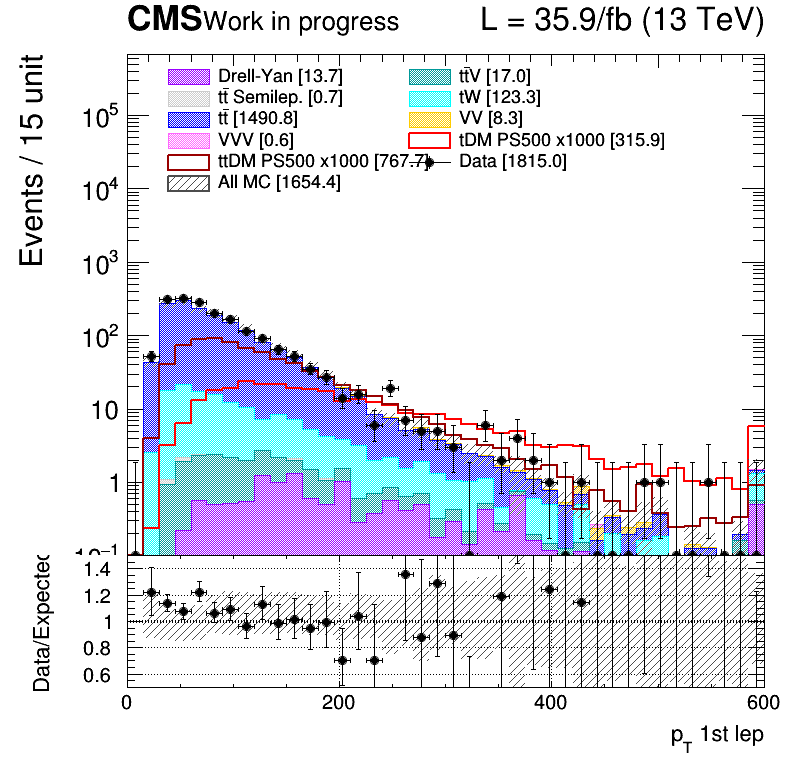 CMS Work in progress L = 35.9/fb (13 TeV)
Drell-Yan [13.7] tt̄V [17.0]
tt̄ Semilep. [0.7] tW [123.3]
tt̄ [1490.8] VV [8.3]
VVV [0.6] tDM PS500 x1000 [315.9]
ttDM PS500 x1000 [767.7] Data [1815.0]
All MC [1654.4]
Events / 15 unit
10⁵
10⁴
10³
10²
10
1
10⁻¹
Data/Expected
1.4
1.2
1
0.8
0.6
0 200 400 600
p_T 1st lep